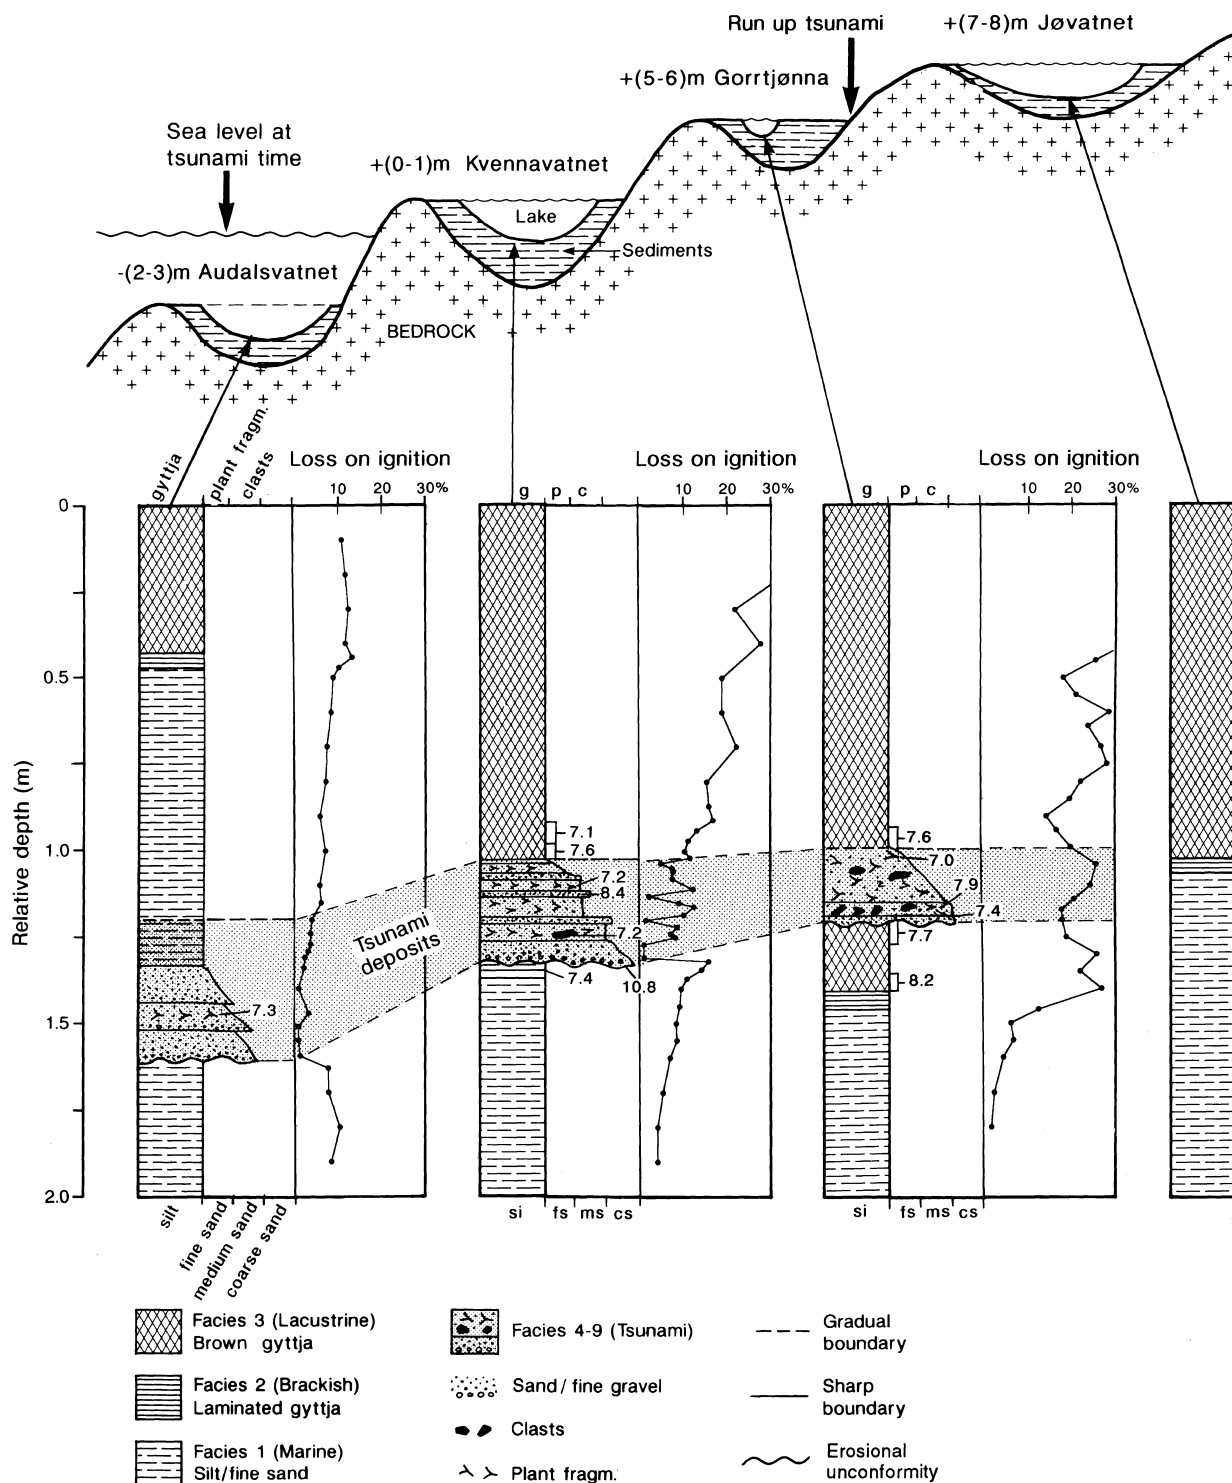 Run up tsunami
+(7-8)m Jøvatnet
+(5-6)m Gorrtjønna
Sea level at
tsunami time
+(0-1)m Kvennavatnet
Lake
Sediments
-(2-3)m Audalsvatnet
BEDROCK
gyttja
plant fragm.
clasts
Loss on ignition
10 20 30%
g p c
Loss on ignition
10 20 30%
g p c
Loss on ignition
10 20 30%
Relative depth (m)
0
0.5
1.0
1.5
2.0
Tsunami
deposits
7.3
7.1
7.6
7.2
8.4
7.2
7.4
10.8
7.6
7.0
7.9
7.4
7.7
8.2
silt
fine sand
medium sand
coarse sand
si fs ms cs
si fs ms cs
Facies 3 (Lacustrine)
Brown gyttja
Facies 2 (Brackish)
Laminated gyttja
Facies 1 (Marine)
Silt/fine sand
Facies 4-9 (Tsunami)
Sand/fine gravel
Clasts
Plant fragm.
Gradual
boundary
Sharp
boundary
Erosional
unconformity